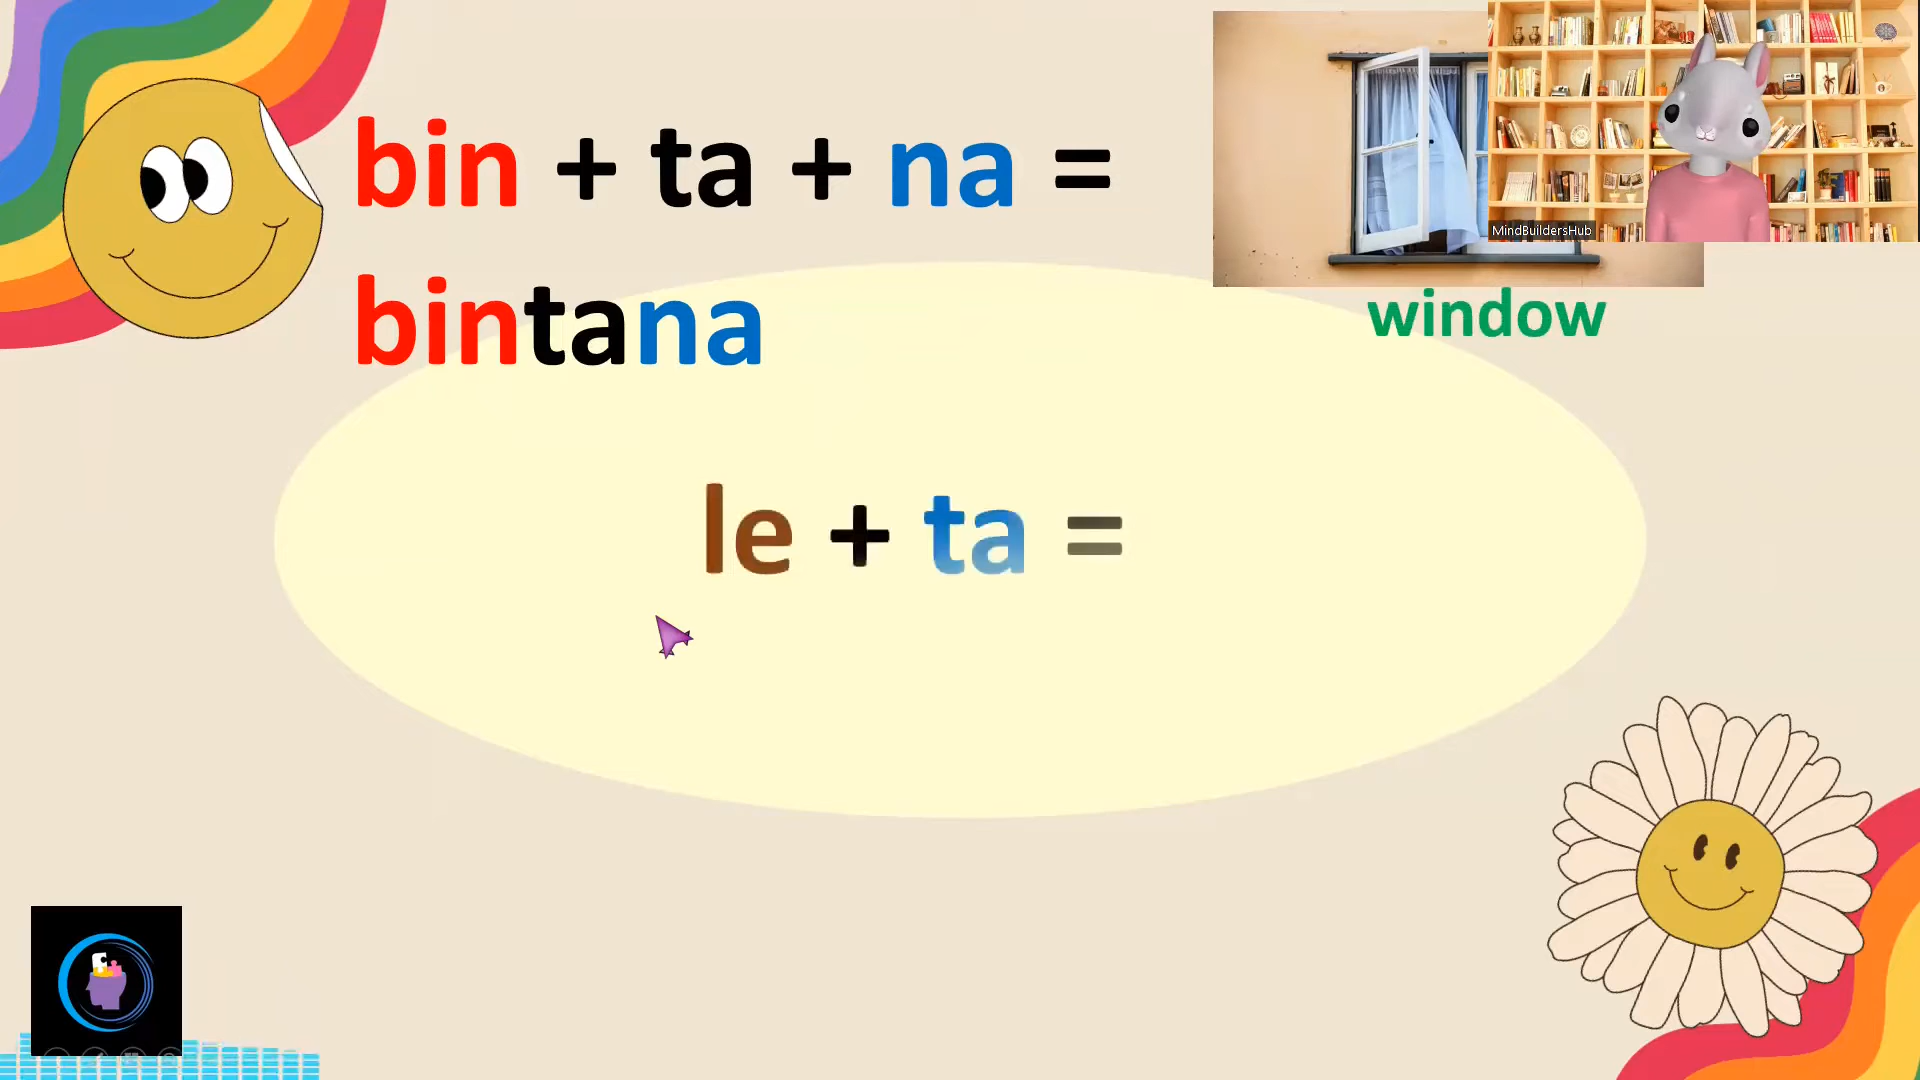 bin + ta + na =
bintana
MindBuildersHub
window
le + ta =